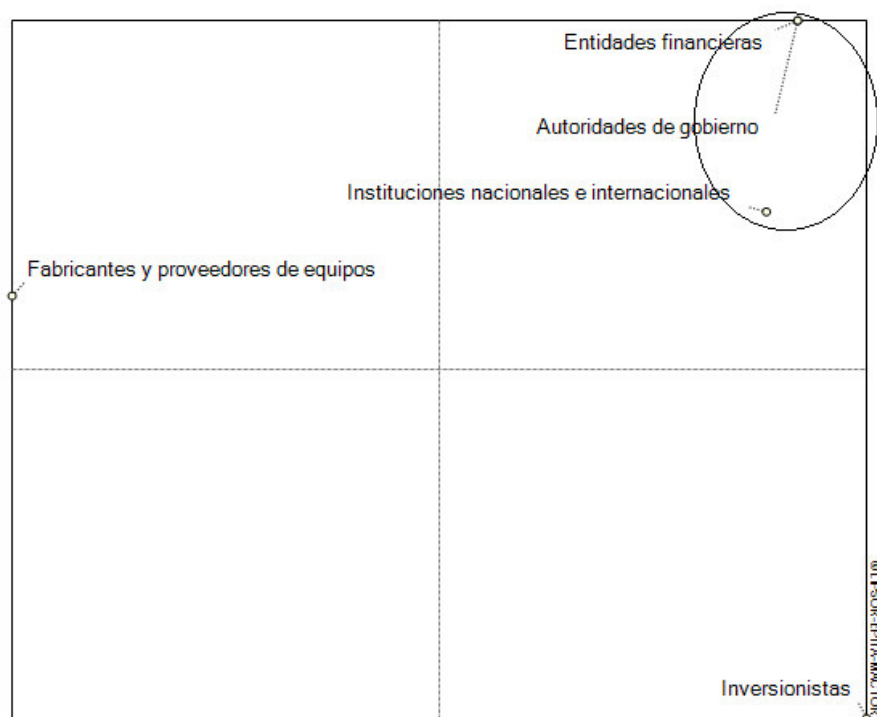 Entidades financieras
Autoridades de gobierno
Instituciones nacionales e internacionales
Fabricantes y proveedores de equipos
Inversionistas